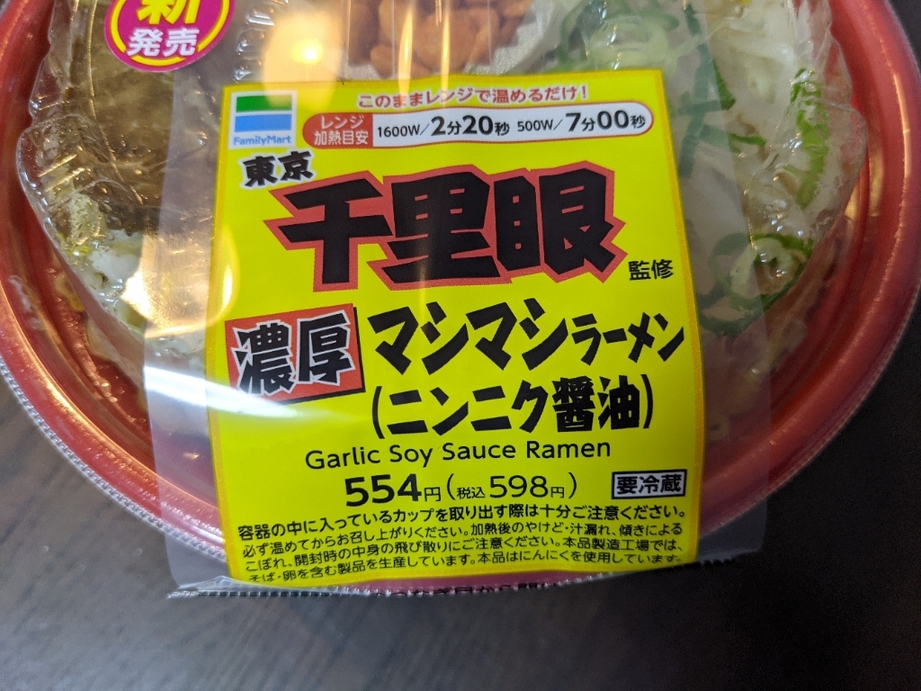 新
発売
このままレンジで温めるだけ!
FamilyMart
レンジ
加熱目安
1600W/2分20秒 500W/7分00秒
東京
千里眼
監修
濃厚
マシマシラーメン
(ニンニク醤油)
Garlic Soy Sauce Ramen
554円(税込598円)
要冷蔵
容器の中に入っているカップを取り出す際は十分ご注意ください。
必ず温めてからお召し上がりください。加熱後のやけど・汁漏れ、傾きによる
こぼれ、開封時の中身の飛び散りにご注意ください。本品製造工場では、
そば・卵を含む製品を生産しています。本品はにんにくを使用しています。